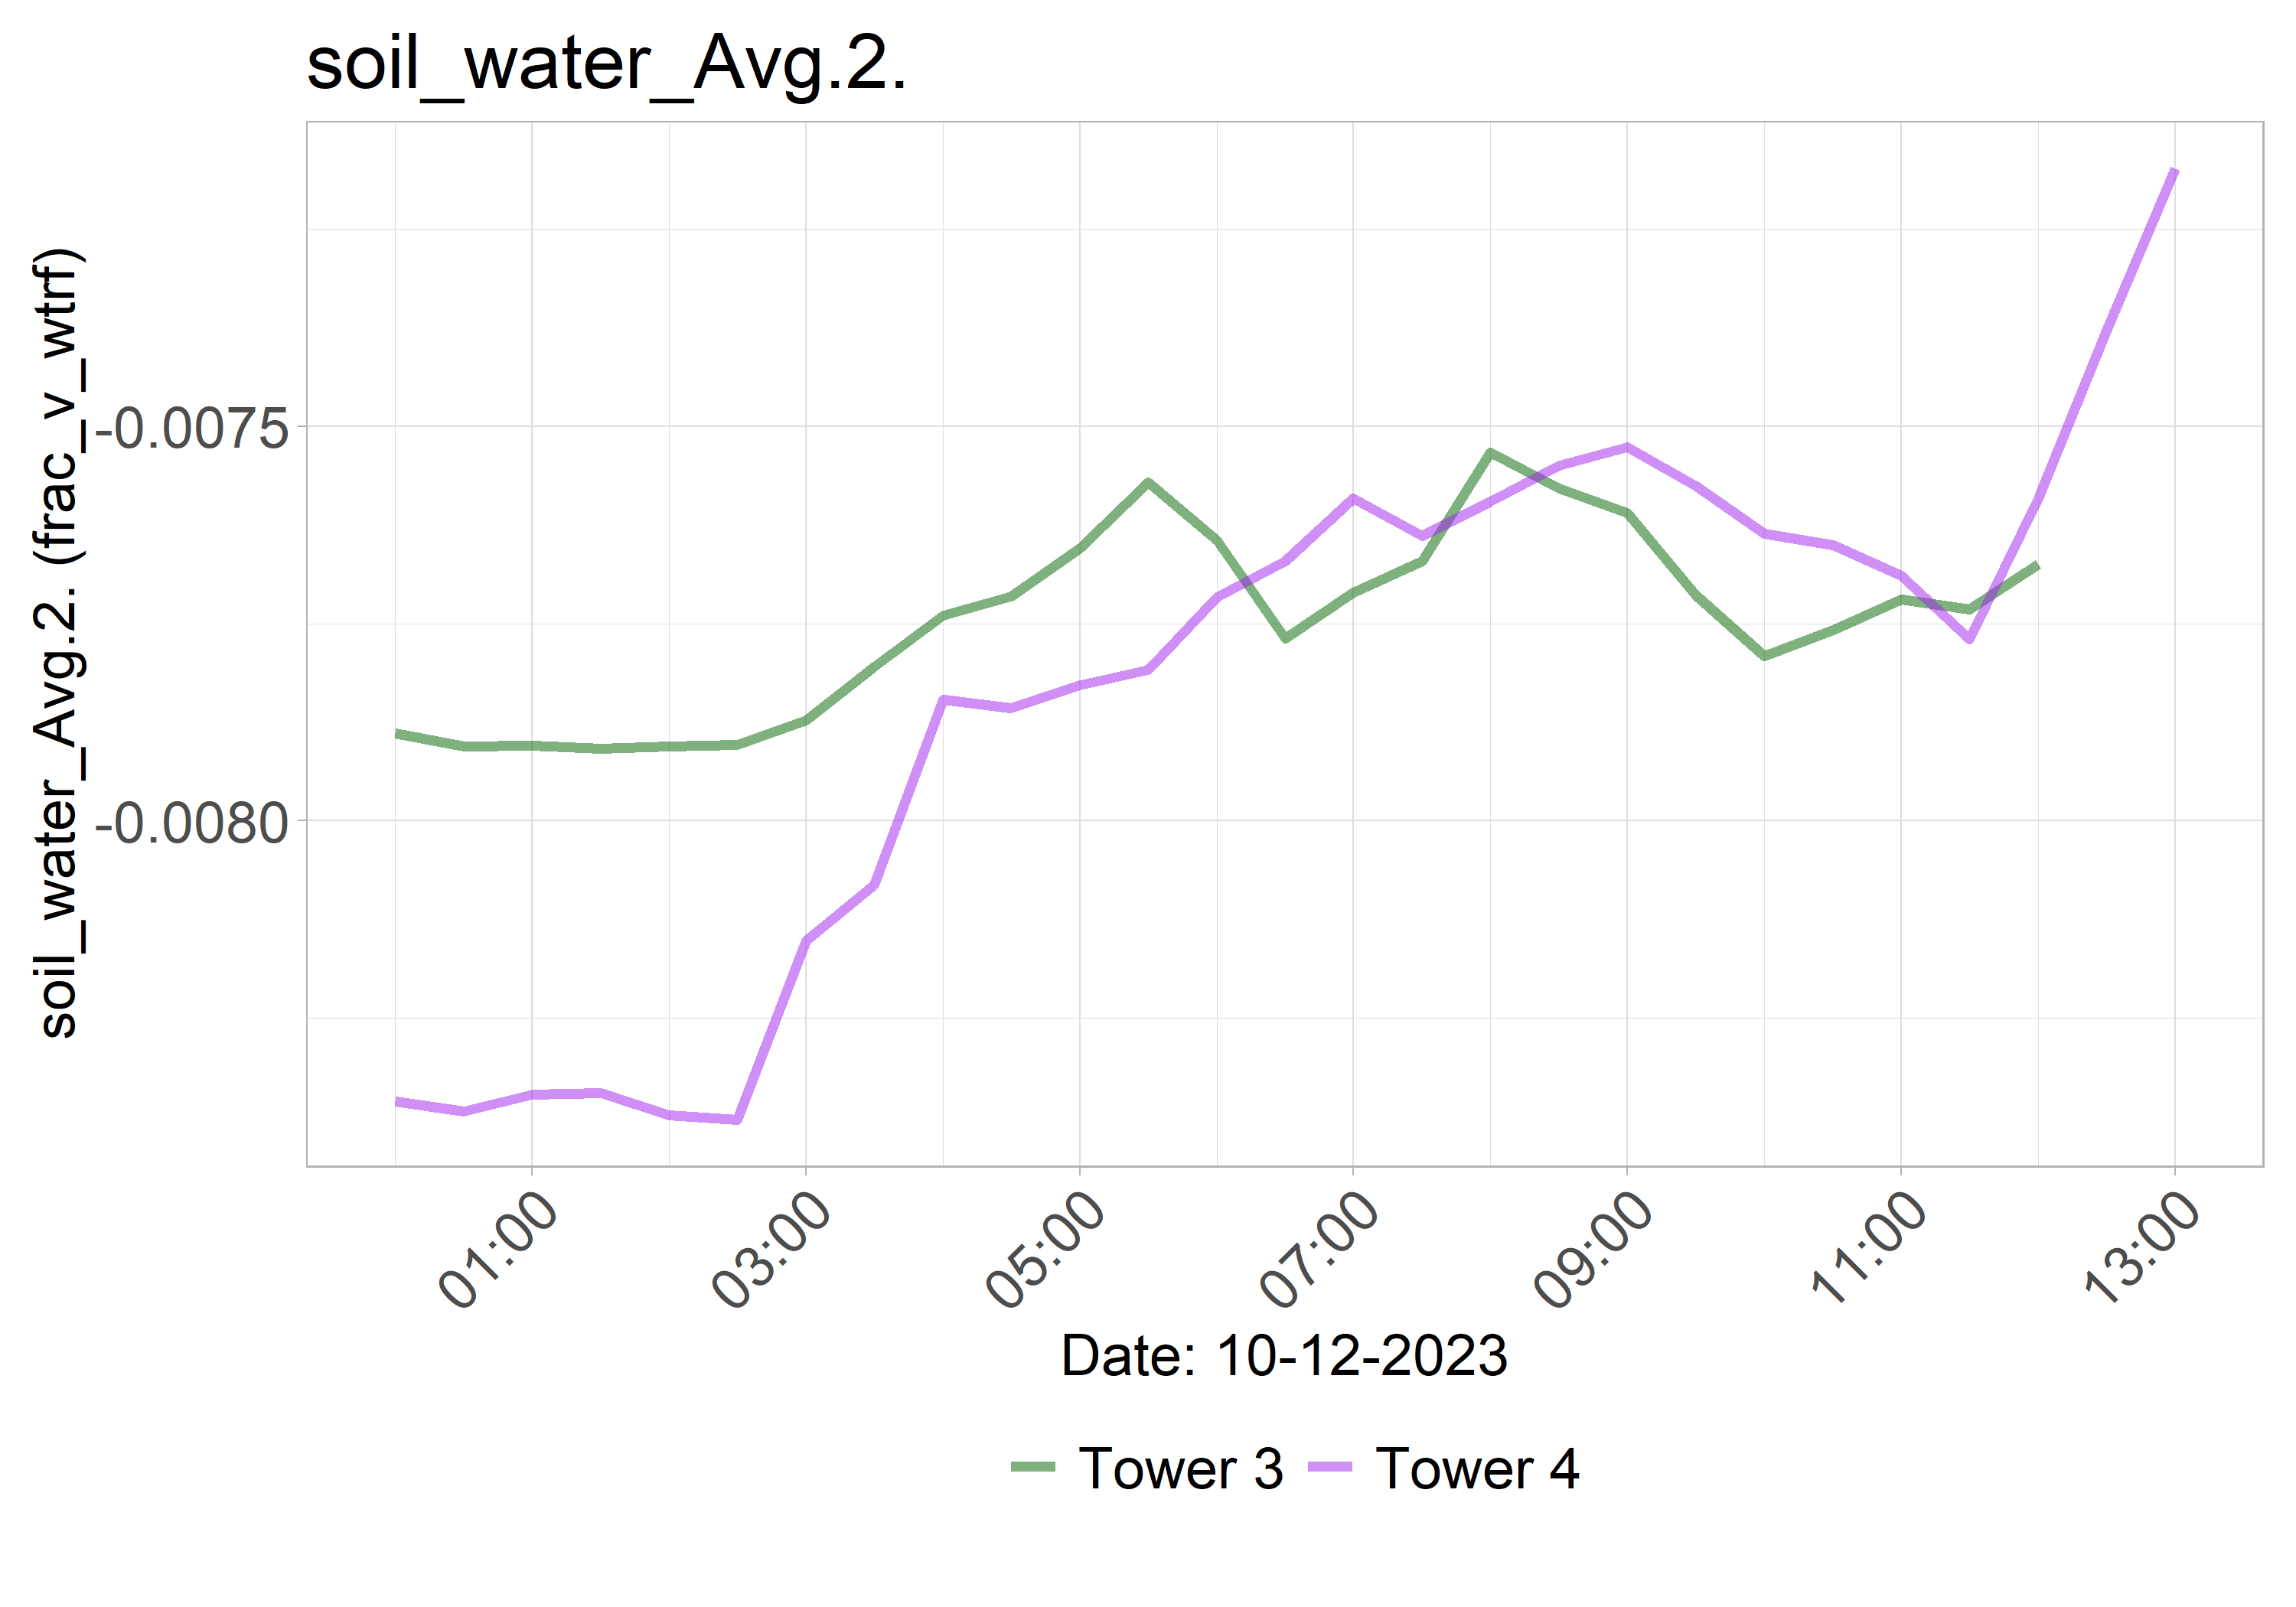 soil_water_Avg.2.
soil_water_Avg.2. (frac_v_wtrf)
-0.0075
-0.0080
01:00
03:00
05:00
07:00
09:00
11:00
13:00
Date: 10-12-2023
Tower 3
Tower 4